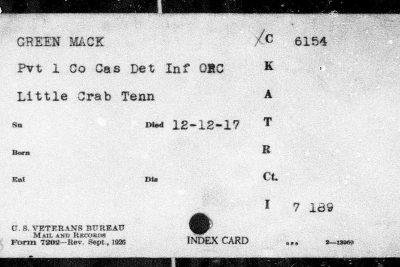 GREEN MACK
C 6154
Pvt 1 Co Cas Det Inf ORC
K
Little Crab Tenn
A
Sn
Died 12-12-17
T
Born
R
Enl
Dis
Ct.
I 7 189
U. S. VETERANS BUREAU
MAIL AND RECORDS
Form 7202—Rev. Sept., 1926
INDEX CARD
GPO